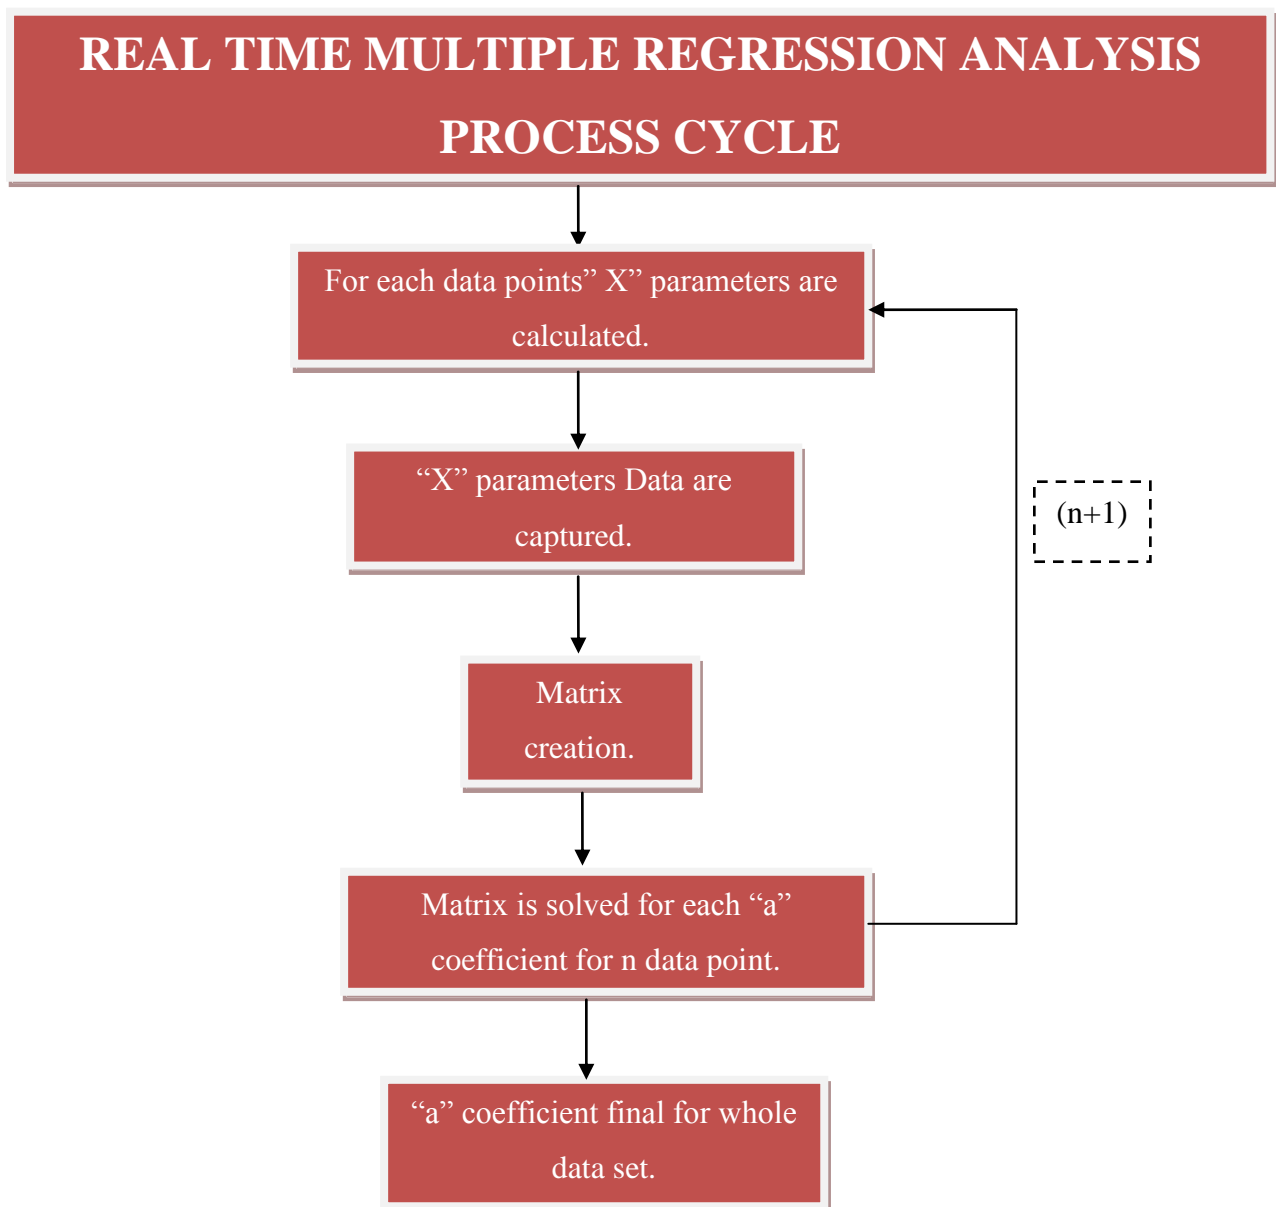 REAL TIME MULTIPLE REGRESSION ANALYSIS
PROCESS CYCLE
For each data points” X” parameters are
calculated.
“X” parameters Data are
captured.
(n+1)
Matrix
creation.
Matrix is solved for each “a”
coefficient for n data point.
“a” coefficient final for whole
data set.